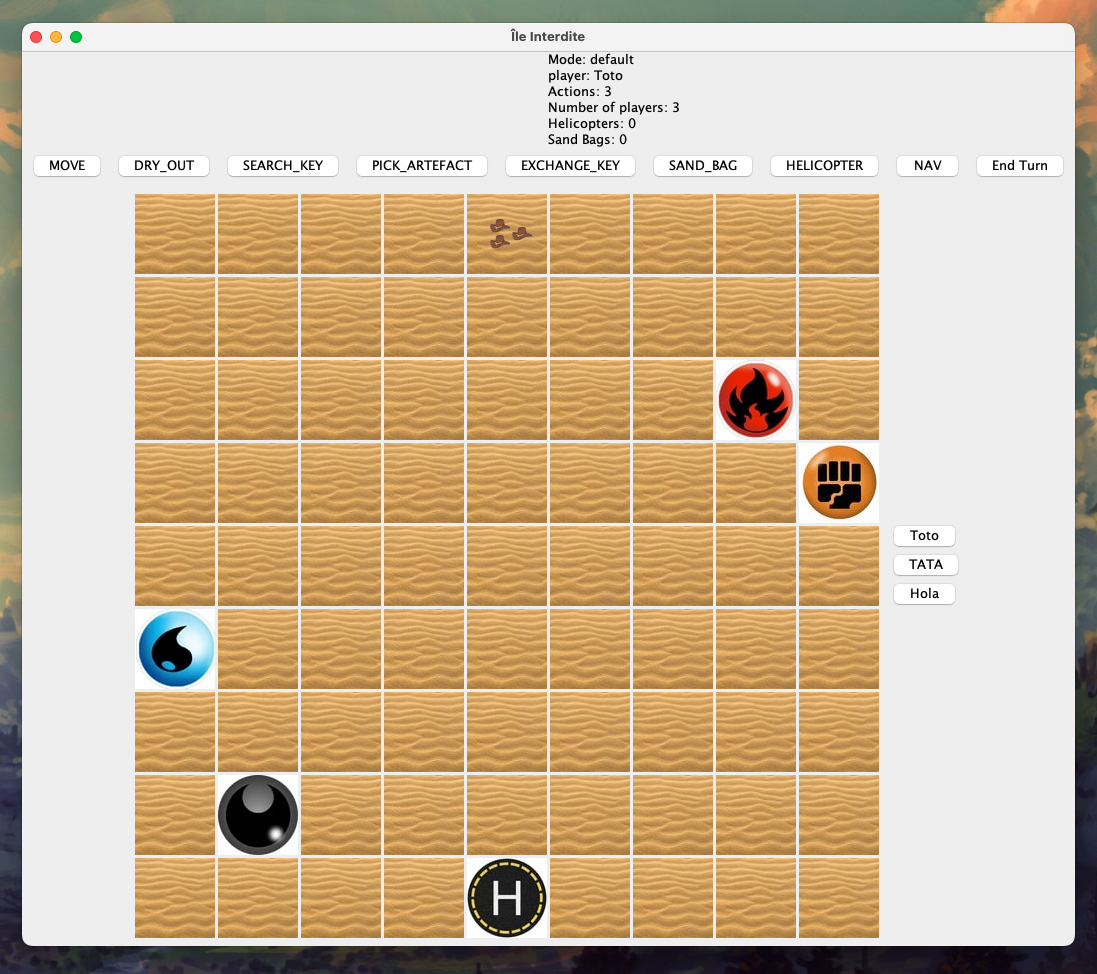 Île Interdite
Mode: default
player: Toto
Actions: 3
Number of players: 3
Helicopters: 0
Sand Bags: 0
MOVE DRY_OUT SEARCH_KEY PICK_ARTEFACT EXCHANGE_KEY SAND_BAG HELICOPTER NAV End Turn
Toto
TATA
Hola
H